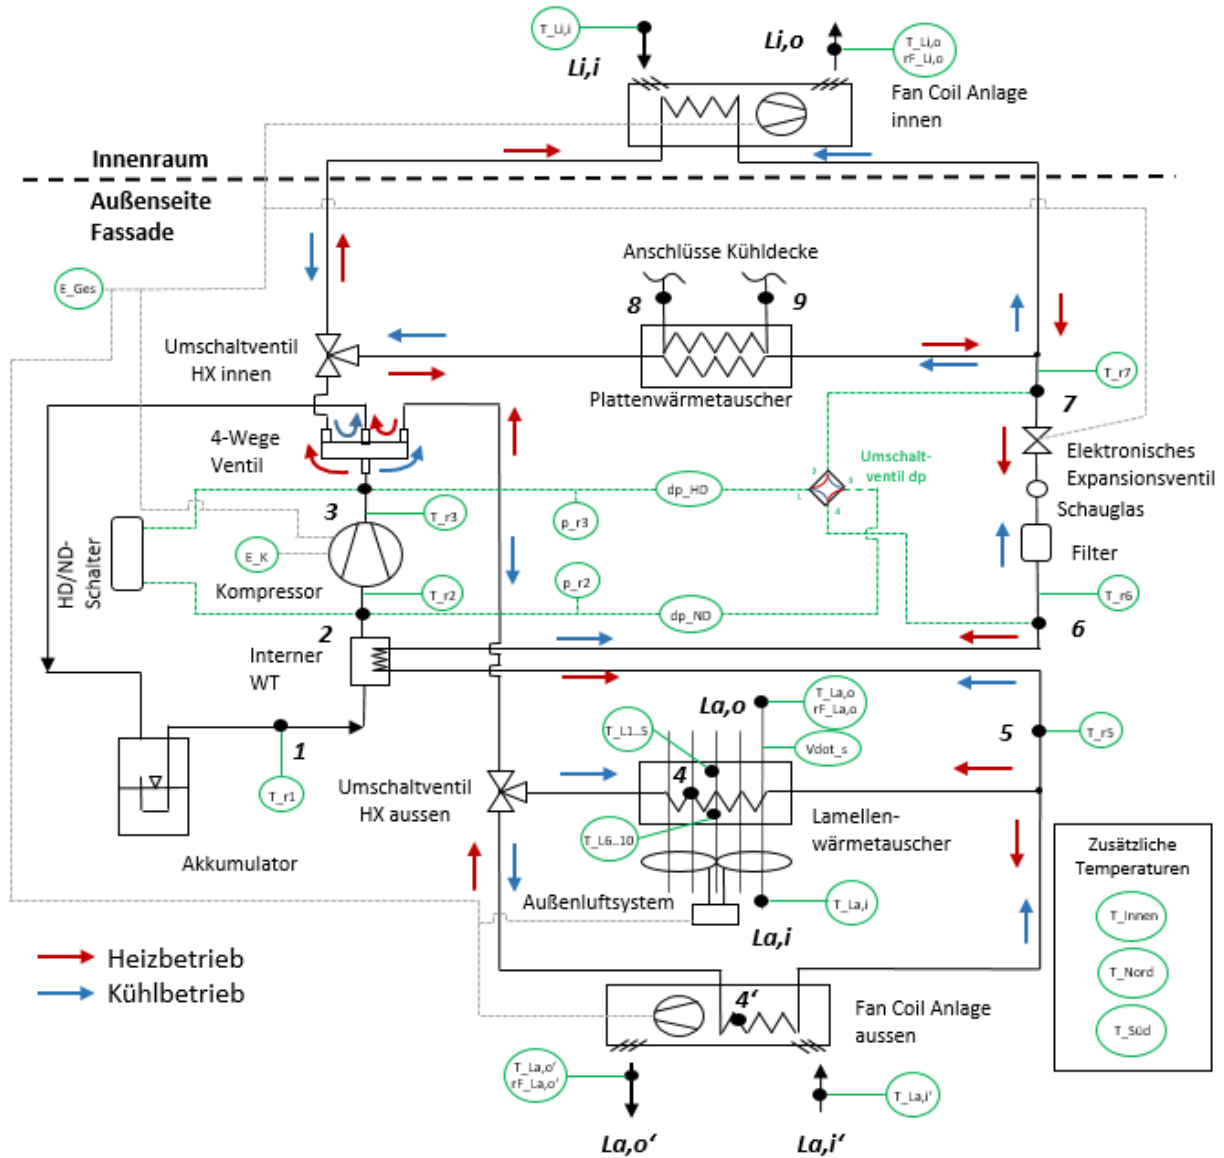 T_Li,i
Li,i
Li,o
T_Li,o
rF_Li,o
Fan Coil Anlage
innen
Innenraum
Außenseite
Fassade
E_Ges
Anschlüsse Kühldecke
8
9
Umschaltventil
HX innen
Plattenwärmetauscher
T_r7
7
4-Wege
Ventil
Umschalt-
ventil dp
Elektronisches
Expansionsventil
Schauglas
1
2
3
4
dp_HD
3
T_r3
p_r3
HD/ND-
Schalter
E_K
Kompressor
T_r2
p_r2
dp_ND
Filter
T_r6
6
2
Interner
WT
La,o
T_La,o
rF_La,o
T_L1..5
Vdot_s
5
T_r5
1
T_r1
Umschaltventil
HX aussen
4
T_L6..10
Lamellen-
wärmetauscher
Akkumulator
Außenluftsystem
T_La,i
La,i
Zusätzliche
Temperaturen
T_Innen
T_Nord
T_Süd
Heizbetrieb
Kühlbetrieb
4‘
Fan Coil Anlage
aussen
T_La,o‘
rF_La,o‘
T_La,i‘
La,o‘
La,i‘